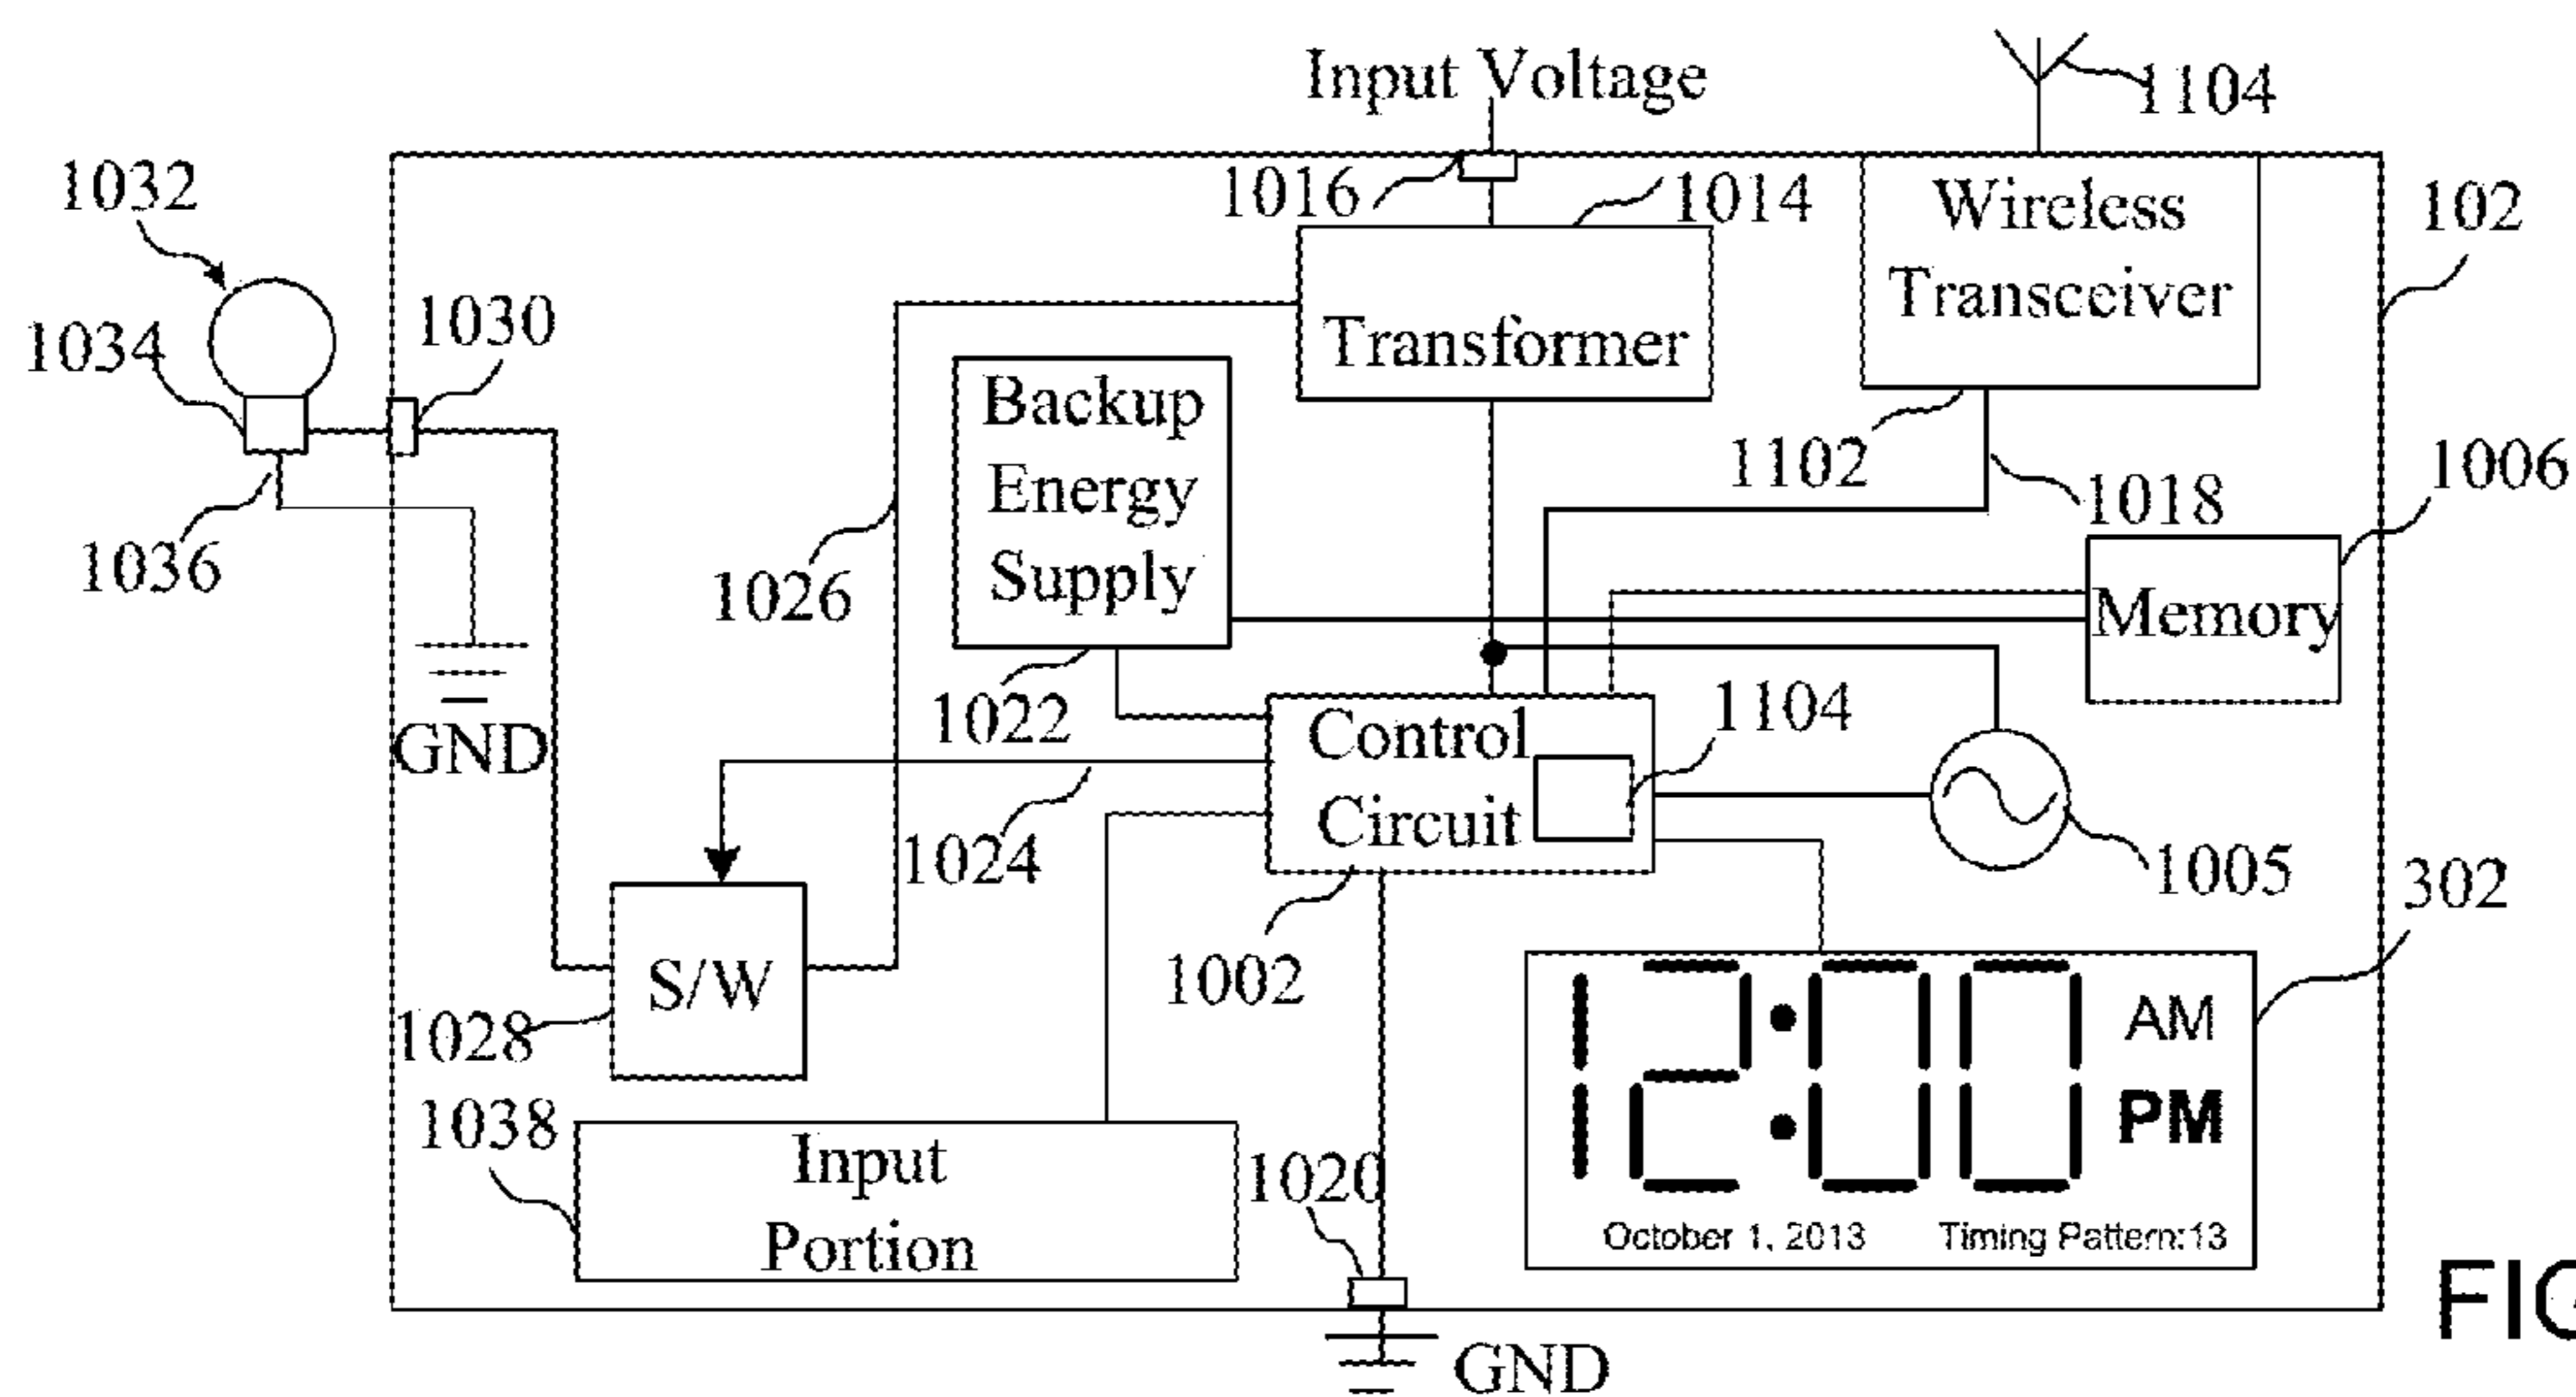 Input Voltage
1104
1016
1014
Wireless
Transceiver
102
1032
1030
1034
Transformer
Backup
Energy
Supply
1102
1018
1006
1036
1026
Memory
1022
GND
Control
Circuit
1104
1024
1005
302
1002
S/W
1028
12:00
AM
PM
1038
Input
Portion
1020
October 1, 2013
Timing Pattern:13
GND